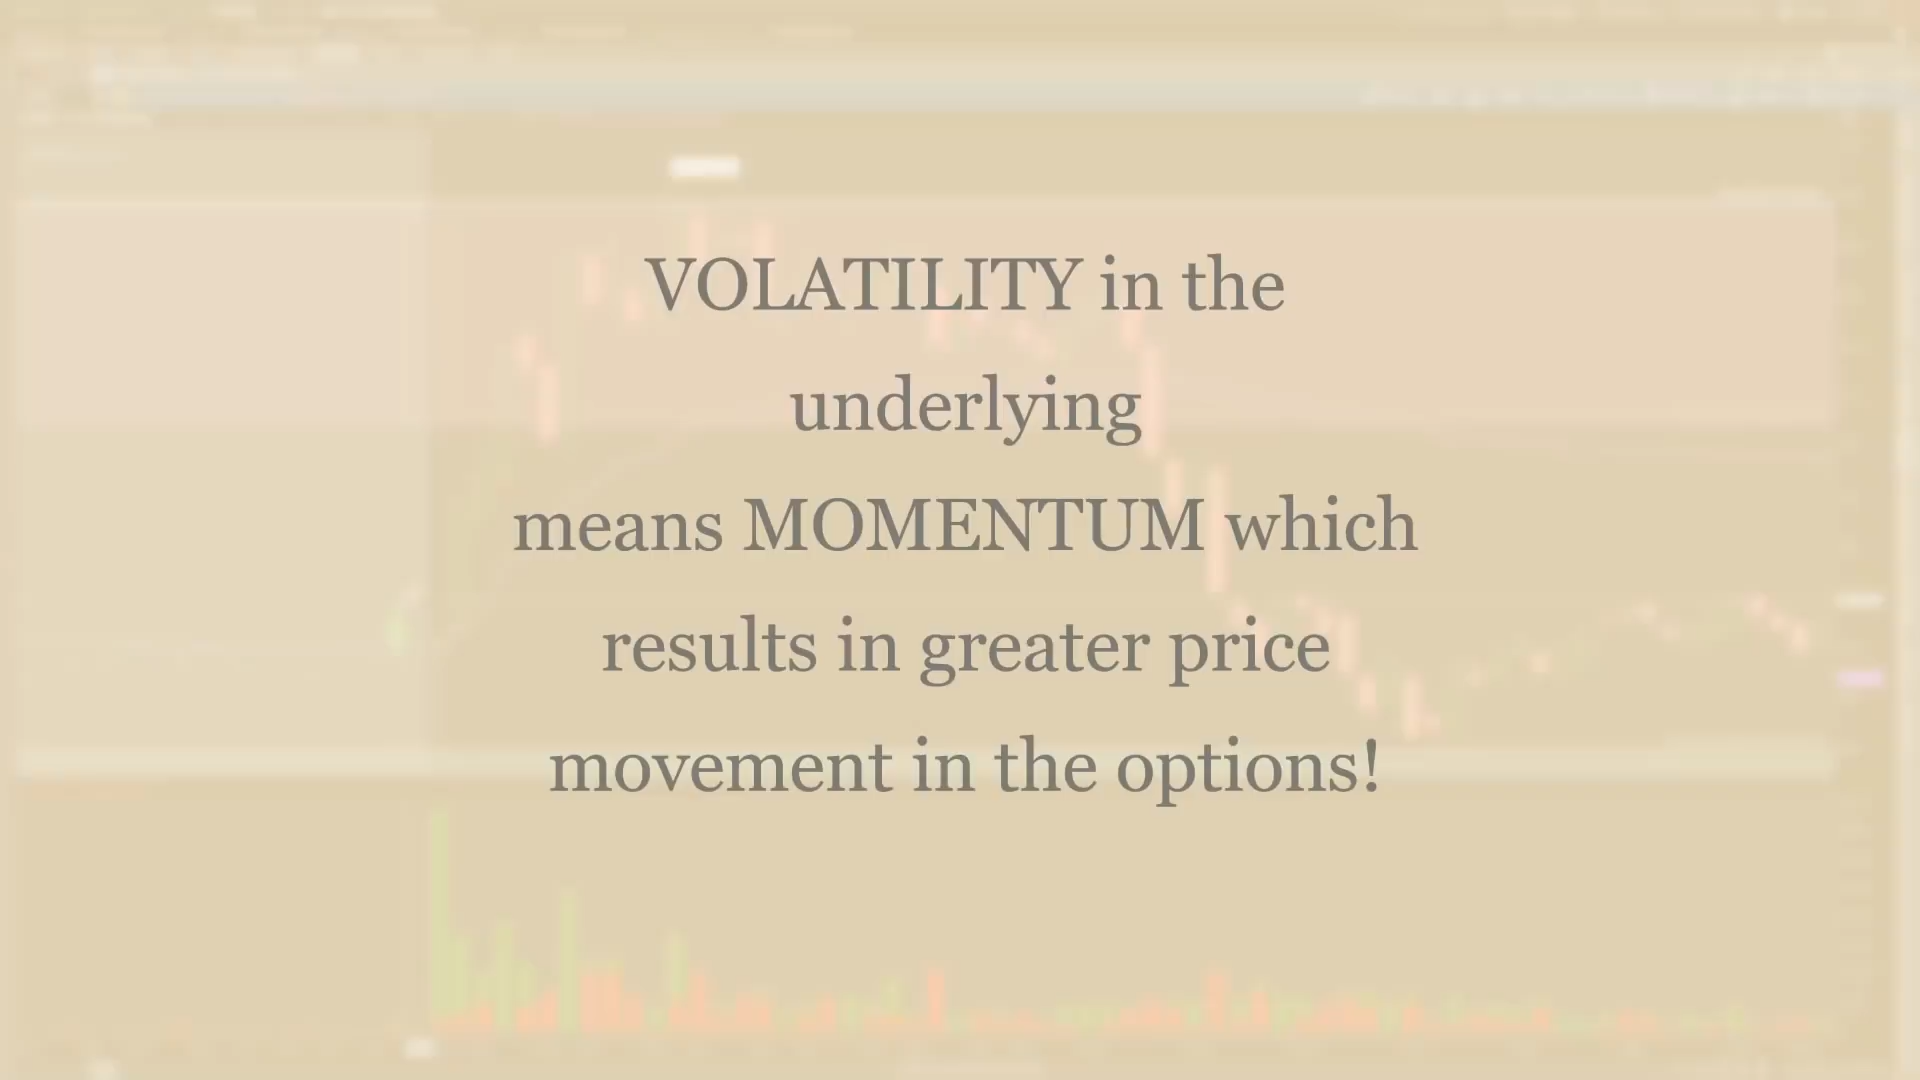 VOLATILITY in the
underlying
means MOMENTUM which
results in greater price
movement in the options!